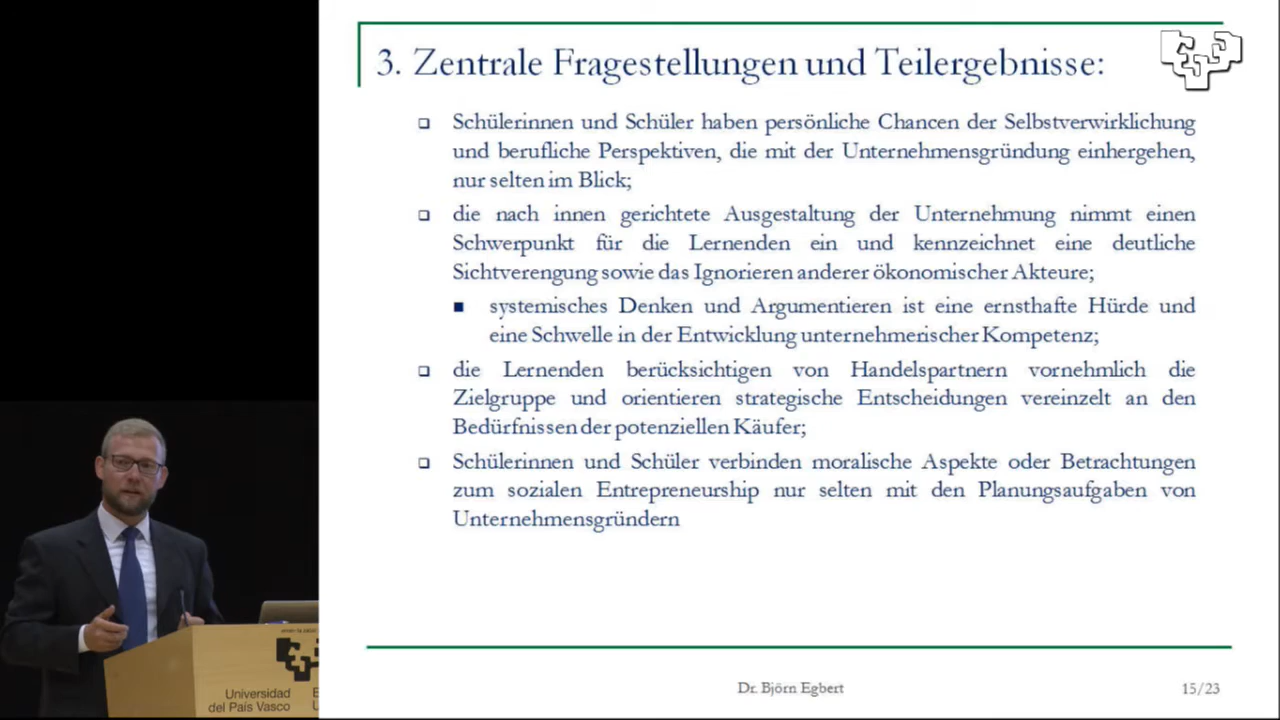 3. Zentrale Fragestellungen und Teilergebnisse:
Schülerinnen und Schüler haben persönliche Chancen der Selbstverwirklichung
und berufliche Perspektiven, die mit der Unternehmensgründung einhergehen,
nur selten im Blick;
die nach innen gerichtete Ausgestaltung der Unternehmung nimmt einen
Schwerpunkt für die Lernenden ein und kennzeichnet eine deutliche
Sichtverengung sowie das Ignorieren anderer ökonomischer Akteure;
systemisches Denken und Argumentieren ist eine ernsthafte Hürde und
eine Schwelle in der Entwicklung unternehmerischer Kompetenz;
die Lernenden berücksichtigen von Handelspartnern vornehmlich die
Zielgruppe und orientieren strategische Entscheidungen vereinzelt an den
Bedürfnissen der potenziellen Käufer;
Schülerinnen und Schüler verbinden moralische Aspekte oder Betrachtungen
zum sozialen Entrepreneurship nur selten mit den Planungsaufgaben von
Unternehmensgründern
Dr. Björn Egbert
15/23
Universidad
del País Vasco